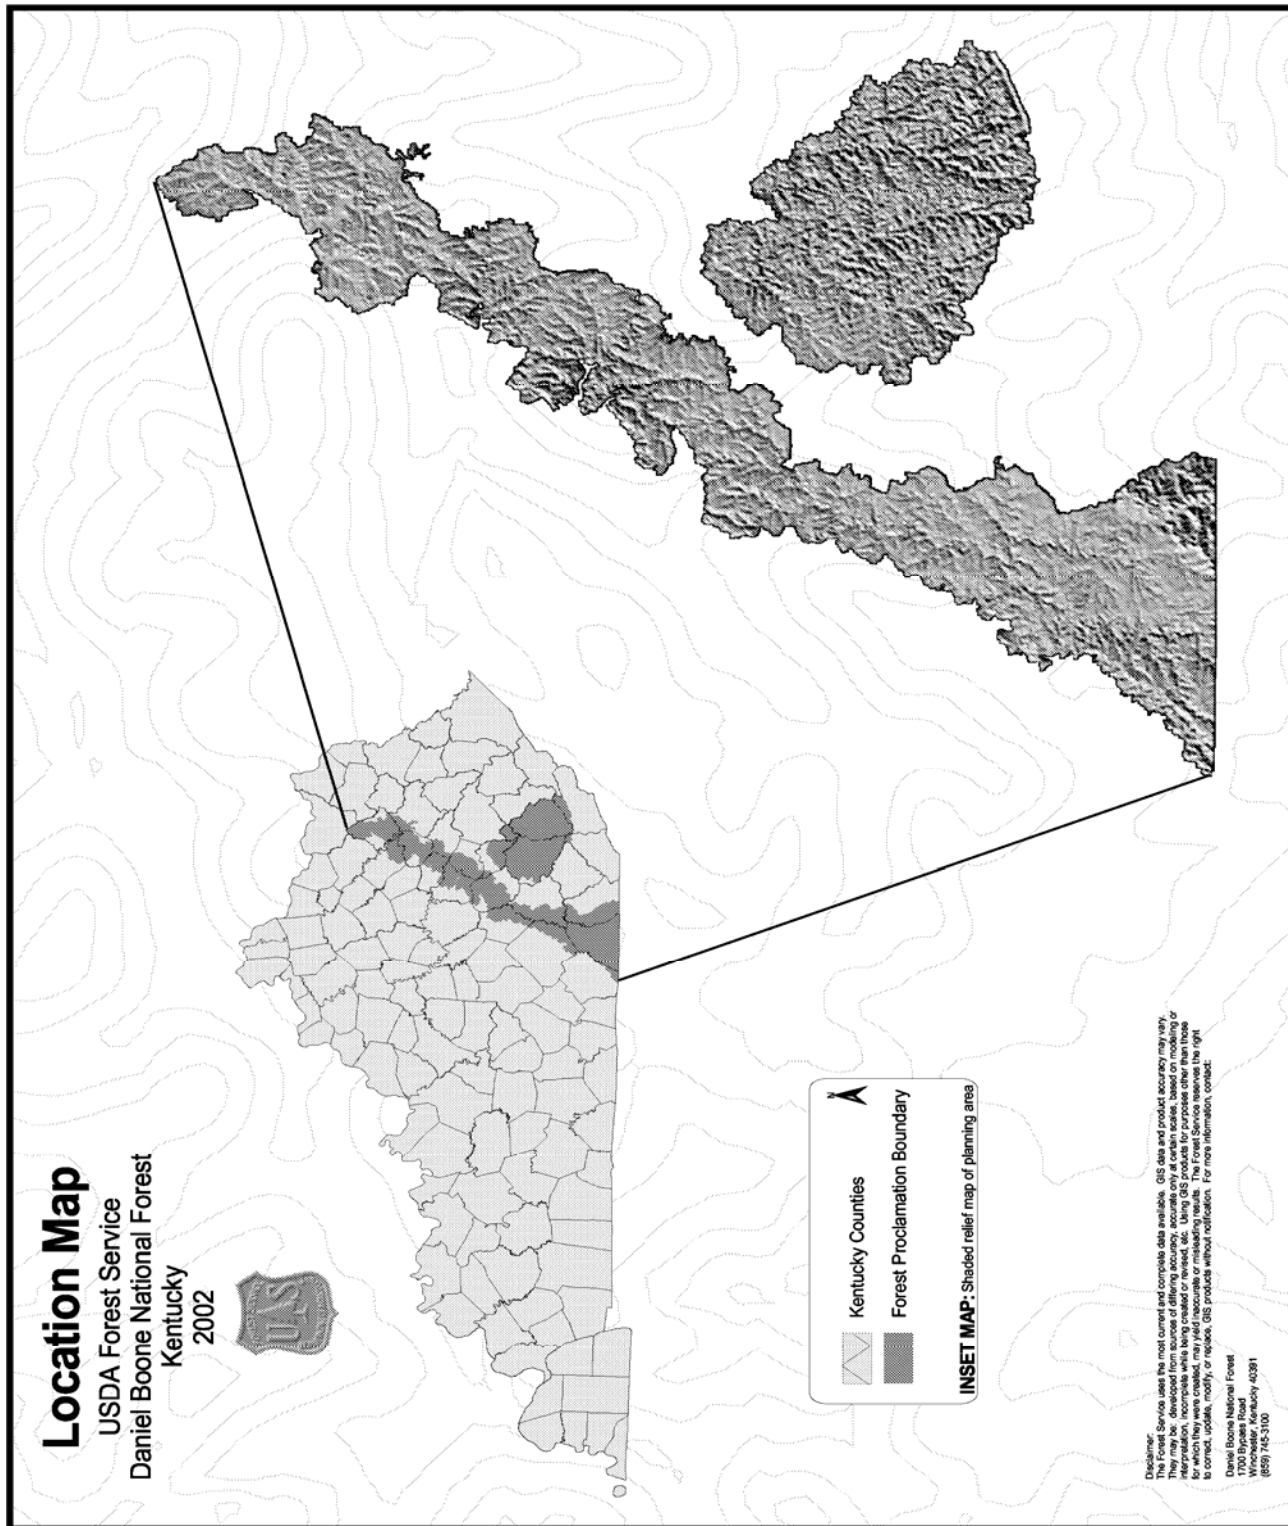 Location Map
USDA Forest Service
Daniel Boone National Forest
Kentucky
2002
UAS
N
Kentucky Counties
Forest Proclamation Boundary
INSET MAP: Shaded relief map of planning area
Disclaimer:
The Forest Service uses the most current and complete data available. GIS data and product accuracy may vary.
They may be: developed from sources of differing accuracy, accurate only at certain scales, based on modeling or
interpretation, incomplete while being created or revised, etc. Using GIS products for purposes other than those
for which they were created, may yield inaccurate or misleading results. The Forest Service reserves the right
to correct, update, modify, or replace, GIS products without notification. For more information, contact:
Daniel Boone National Forest
1700 Bypass Road
Winchester, Kentucky 40391
(859) 745-3100